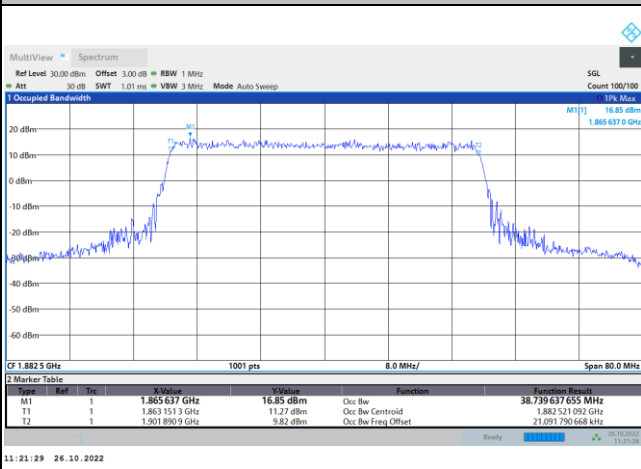 MultiView Spectrum
Ref Level 30.00 dBm Offset 3.00 dB RBW 1 MHz SGL
Att 30 dB SWT 1.01 ms VBW 3 MHz Mode Auto Sweep Count 100/100
1 Occupied Bandwidth 1Pk Max
M1[1] 16.85 dBm
1.865 637 0 GHz
M1
20 dBm
T1 T2
10 dBm
0 dBm
-10 dBm
-20 dBm
-30 dBm
-40 dBm
-50 dBm
-60 dBm
CF 1.882 5 GHz 1001 pts 8.0 MHz/ Span 80.0 MHz
2 Marker Table
Type Ref Trc X-Value Y-Value Function Function Result
M1 1 1.865 637 GHz 16.85 dBm Occ Bw 38.739 637 655 MHz
T1 1 1.863 151 3 GHz 11.27 dBm Occ Bw Centroid 1.882 521 092 GHz
T2 1 1.901 890 9 GHz 9.82 dBm Occ Bw Freq Offset 21.091 790 668 kHz
Ready 26.10.2022
11:21:28
11:21:29 26.10.2022